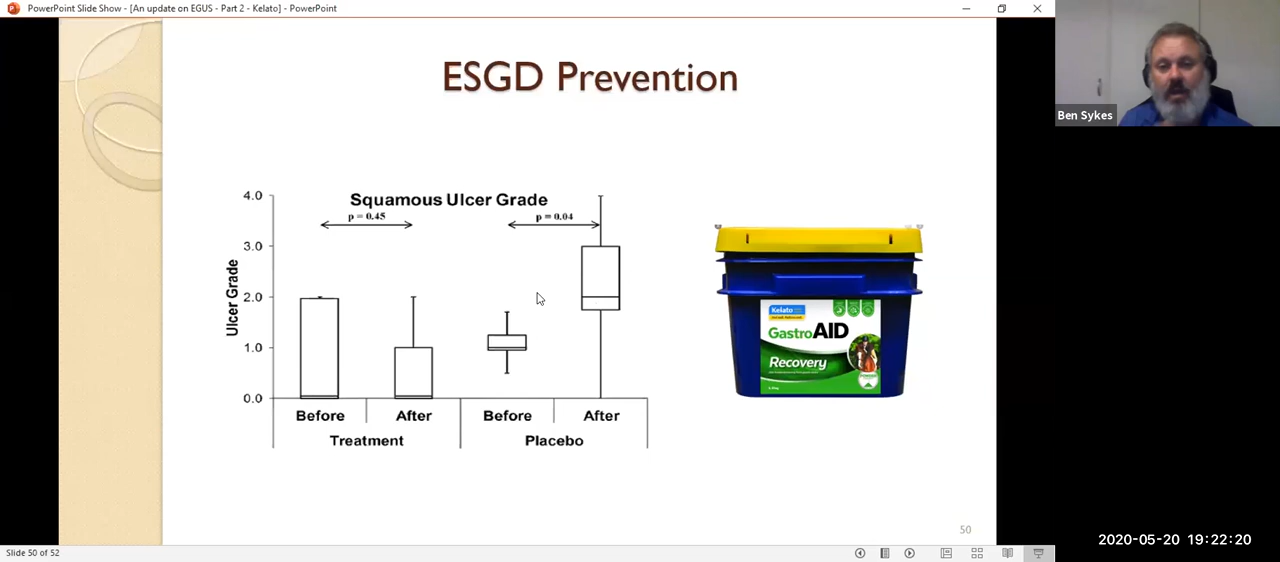 PowerPoint Slide Show - [An update on EGUS - Part 2 - Kelato] - PowerPoint
Ben Sykes
ESGD Prevention
Squamous Ulcer Grade
p = 0.45
p = 0.04
Ulcer Grade
4.0
3.0
2.0
1.0
0.0
Before
After
Before
After
Treatment
Placebo
Kelato
GastroAID
Recovery
50
Slide 50 of 52
2020-05-20 19:22:20